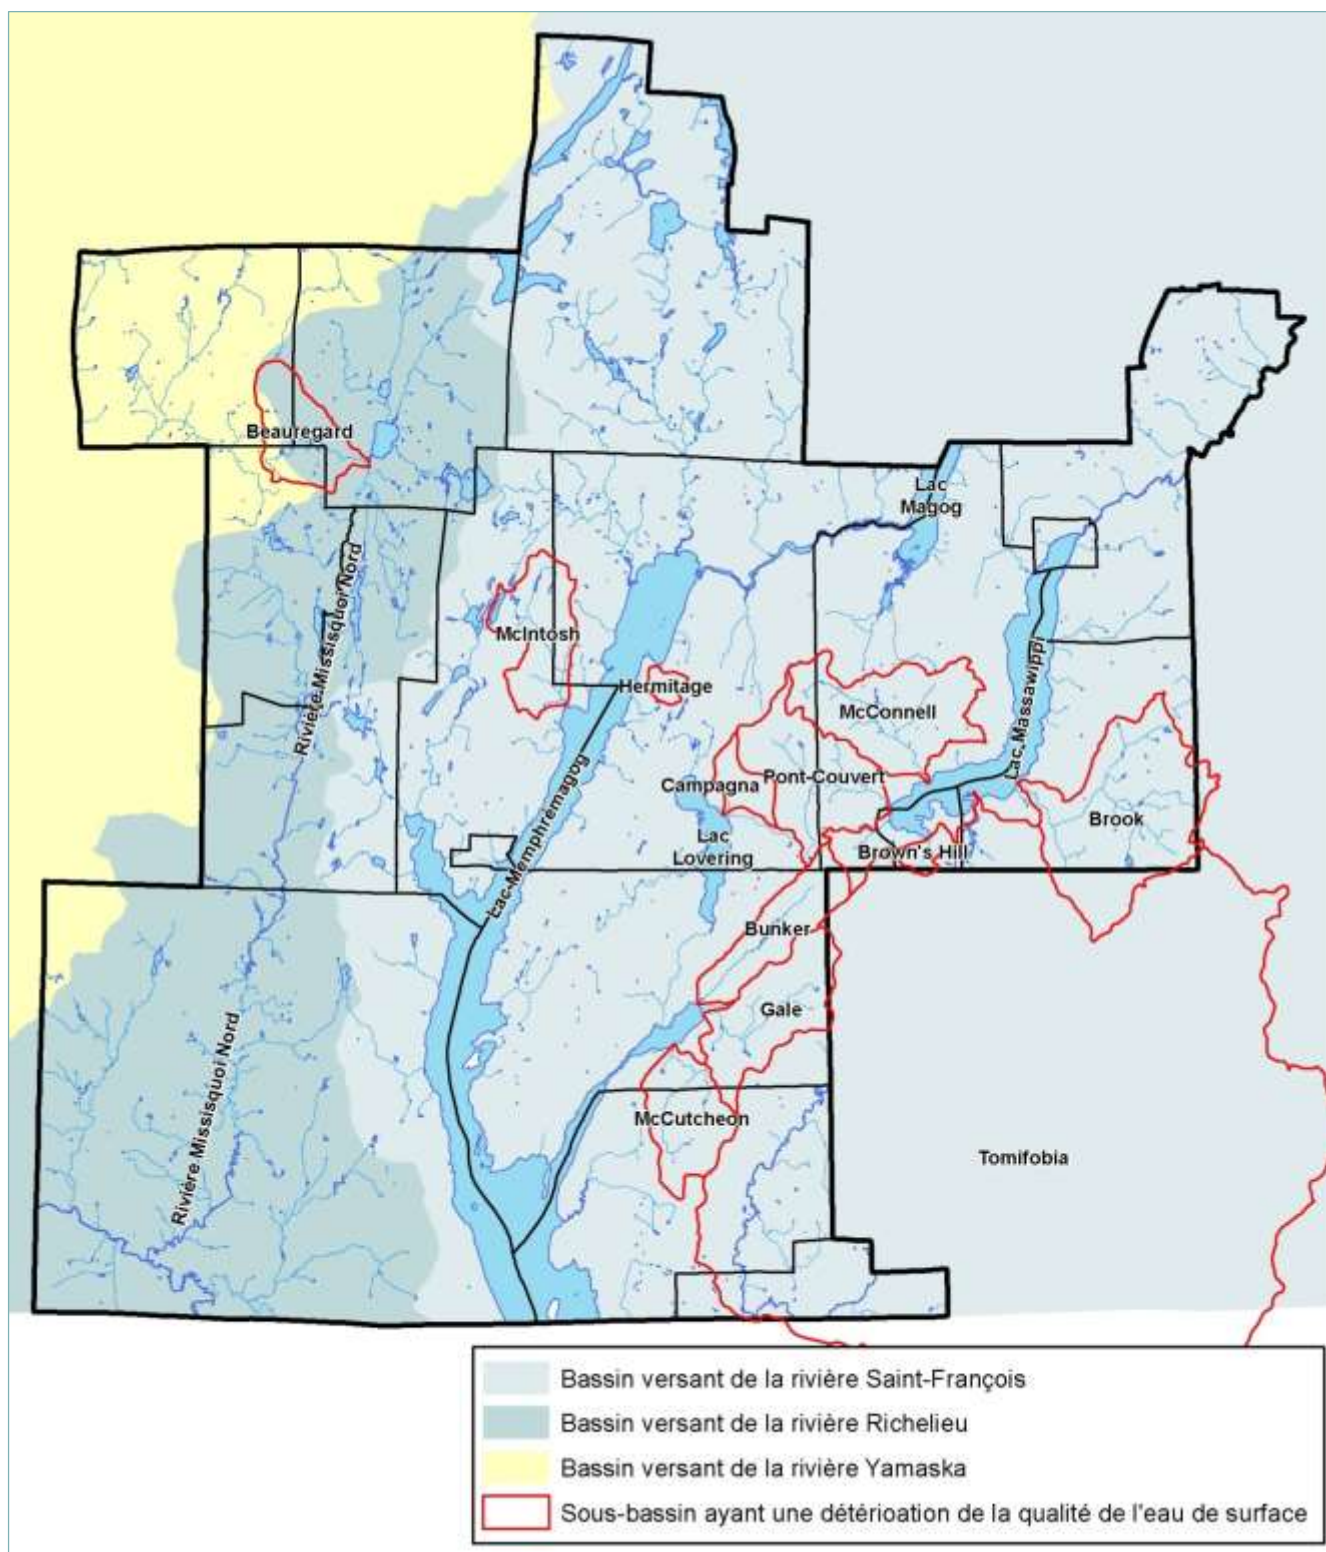 Beauregard
Lac
Magog
Rivière Missisquoi Nord
McIntosh
Hermitage
Lac Massawippi
McConnell
Campagna
Pont-Couvert
Lac Memphrémagog
Brook
Lac
Lovering
Brown's Hill
Bunker
Gale
Rivière Missisquoi Nord
McCutcheon
Tomifobia
Bassin versant de la rivière Saint-François
Bassin versant de la rivière Richelieu
Bassin versant de la rivière Yamaska
Sous-bassin ayant une détérioation de la qualité de l'eau de surface